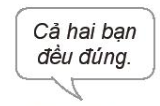 Cả hai bạn
đều đúng.